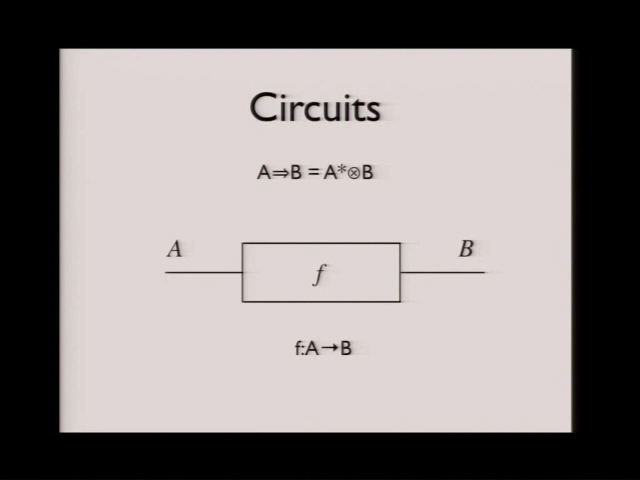 Circuits
A⇒B = A*⊗B
A
B
f
f:A→B